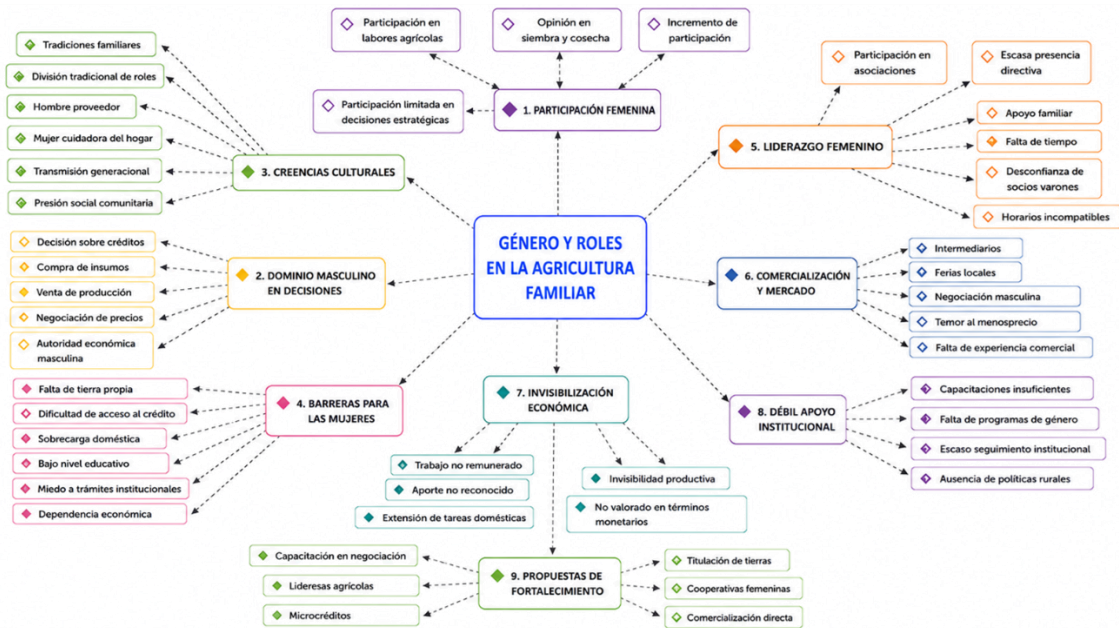 GÉNERO Y ROLES
EN LA AGRICULTURA
FAMILIAR
1. PARTICIPACIÓN FEMENINA
Participación en
labores agrícolas
Opinión en
siembra y cosecha
Incremento de
participación
Participación limitada en
decisiones estratégicas
3. CREENCIAS CULTURALES
Tradiciones familiares
División tradicional de roles
Hombre proveedor
Mujer cuidadora del hogar
Transmisión generacional
Presión social comunitaria
2. DOMINIO MASCULINO
EN DECISIONES
Decisión sobre créditos
Compra de insumos
Venta de producción
Negociación de precios
Autoridad económica
masculina
4. BARRERAS PARA
LAS MUJERES
Falta de tierra propia
Dificultad de acceso al crédito
Sobrecarga doméstica
Bajo nivel educativo
Miedo a trámites institucionales
Dependencia económica
5. LIDERAZGO FEMENINO
Participación en
asociaciones
Escasa presencia
directiva
Apoyo familiar
Falta de tiempo
Desconfianza de
socios varones
Horarios incompatibles
6. COMERCIALIZACIÓN
Y MERCADO
Intermediarios
Ferias locales
Negociación masculina
Temor al menosprecio
Falta de experiencia comercial
7. INVISIBILIZACIÓN
ECONÓMICA
Trabajo no remunerado
Aporte no reconocido
Extensión de tareas domésticas
Invisibilidad productiva
No valorado en términos
monetarios
8. DÉBIL APOYO
INSTITUCIONAL
Capacitaciones insuficientes
Falta de programas de género
Escaso seguimiento institucional
Ausencia de políticas rurales
9. PROPUESTAS DE
FORTALECIMIENTO
Capacitación en negociación
Lideresas agrícolas
Microcréditos
Titulación de tierras
Cooperativas femeninas
Comercialización directa